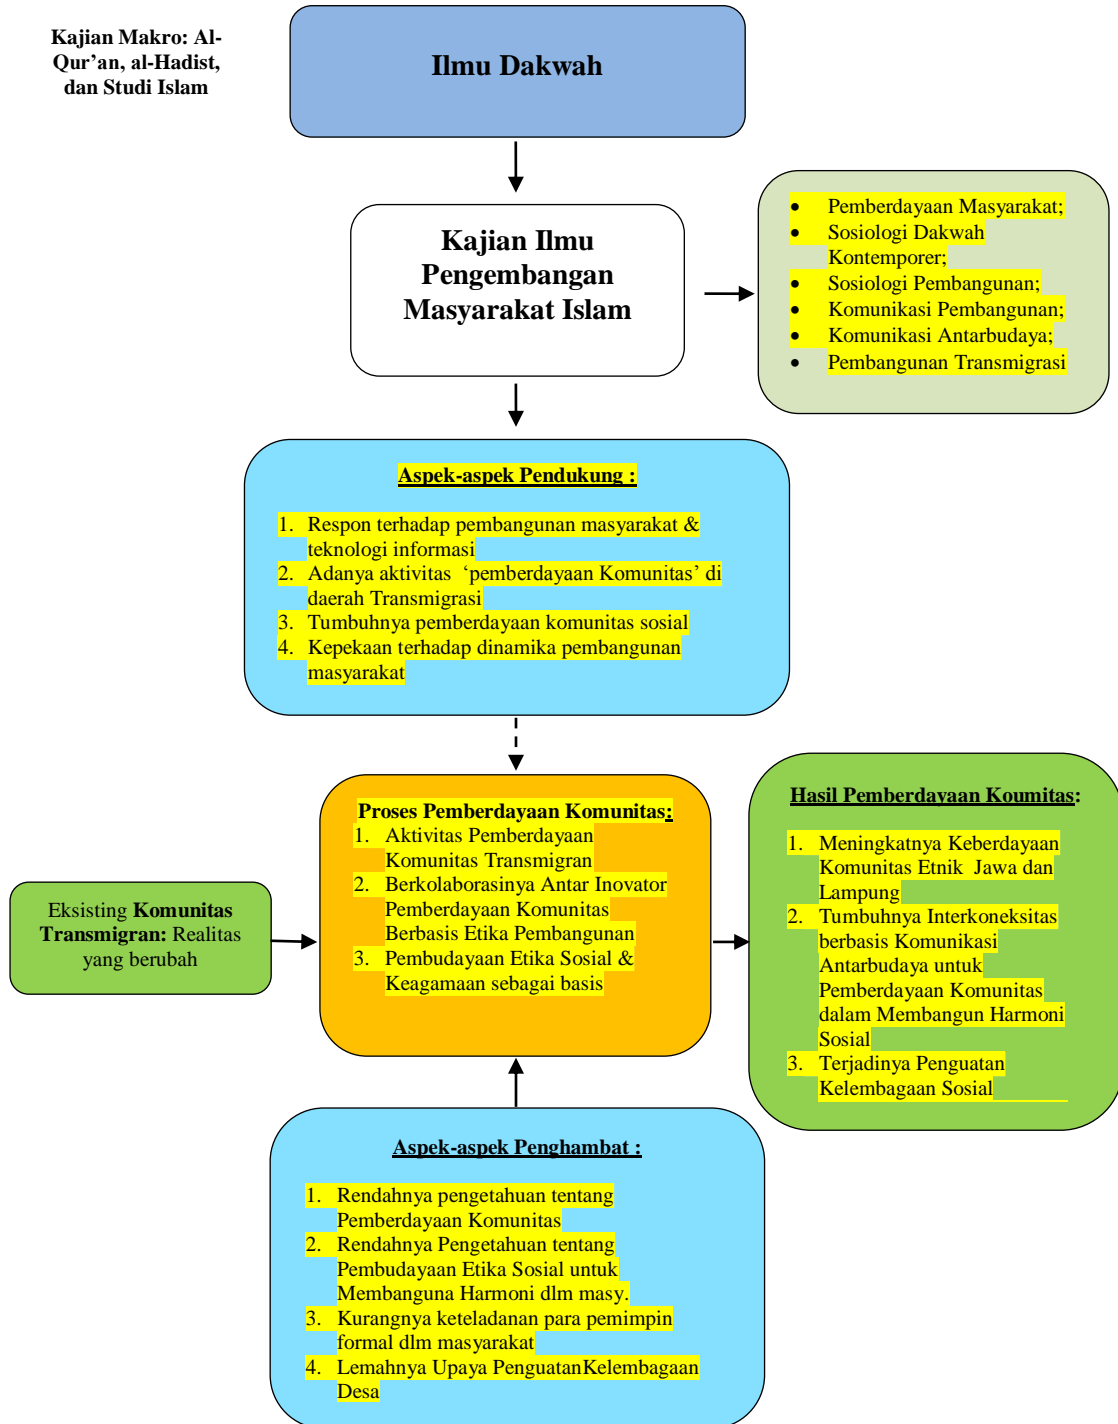 Kajian Makro: Al-
Qur’an, al-Hadist,
dan Studi Islam
Ilmu Dakwah
Kajian Ilmu
Pengembangan
Masyarakat Islam
• Pemberdayaan Masyarakat;
• Sosiologi Dakwah
Kontemporer;
• Sosiologi Pembangunan;
• Komunikasi Pembangunan;
• Komunikasi Antarbudaya;
• Pembangunan Transmigrasi
Aspek-aspek Pendukung :
1. Respon terhadap pembangunan masyarakat &
teknologi informasi
2. Adanya aktivitas ‘pemberdayaan Komunitas’ di
daerah Transmigrasi
3. Tumbuhnya pemberdayaan komunitas sosial
4. Kepekaan terhadap dinamika pembangunan
masyarakat
Eksisting Komunitas
Transmigran: Realitas
yang berubah
Proses Pemberdayaan Komunitas:
1. Aktivitas Pemberdayaan
Komunitas Transmigran
2. Berkolaborasinya Antar Inovator
Pemberdayaan Komunitas
Berbasis Etika Pembangunan
3. Pembudayaan Etika Sosial &
Keagamaan sebagai basis
Hasil Pemberdayaan Koumitas:
1. Meningkatnya Keberdayaan
Komunitas Etnik Jawa dan
Lampung
2. Tumbuhnya Interkoneksitas
berbasis Komunikasi
Antarbudaya untuk
Pemberdayaan Komunitas
dalam Membangun Harmoni
Sosial
3. Terjadinya Penguatan
Kelembagaan Sosial
Aspek-aspek Penghambat :
1. Rendahnya pengetahuan tentang
Pemberdayaan Komunitas
2. Rendahnya Pengetahuan tentang
Pembudayaan Etika Sosial untuk
Membanguna Harmoni dlm masy.
3. Kurangnya keteladanan para pemimpin
formal dlm masyarakat
4. Lemahnya Upaya PenguatanKelembagaan
Desa